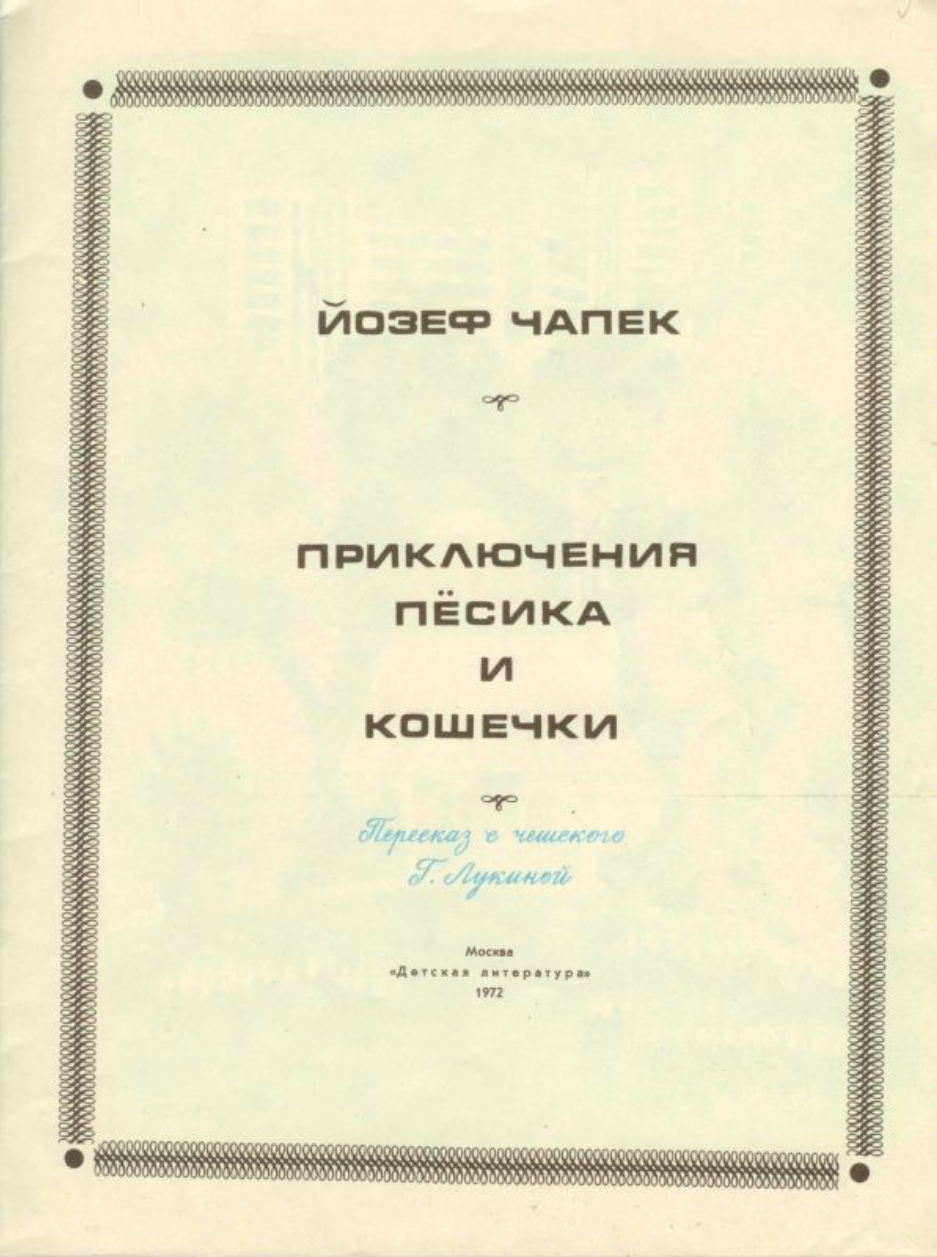 ЙОЗЕФ ЧАПЕК
ПРИКЛЮЧЕНИЯ
ПЁСИКА
И
КОШЕЧКИ
Пересказ с чешского
Г. Лукиной
Москва
«Детская литература»
1972